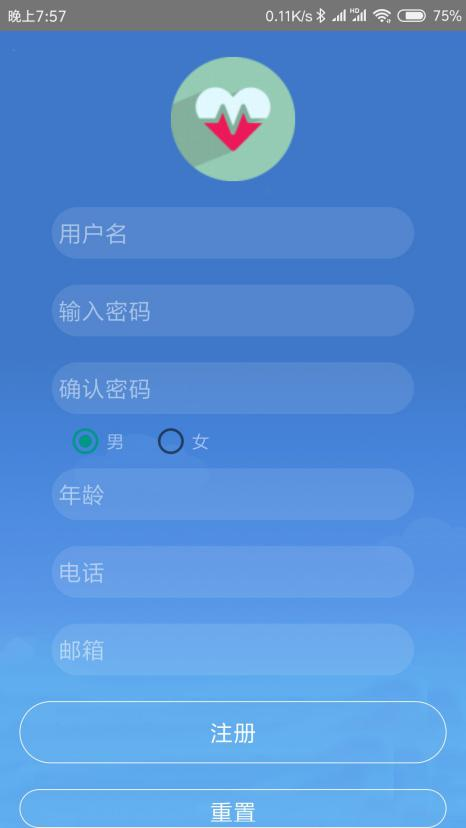 晚上7:57 0.11K/s HD 75%
用户名
输入密码
确认密码
男 女
年龄
电话
邮箱
注册
重置